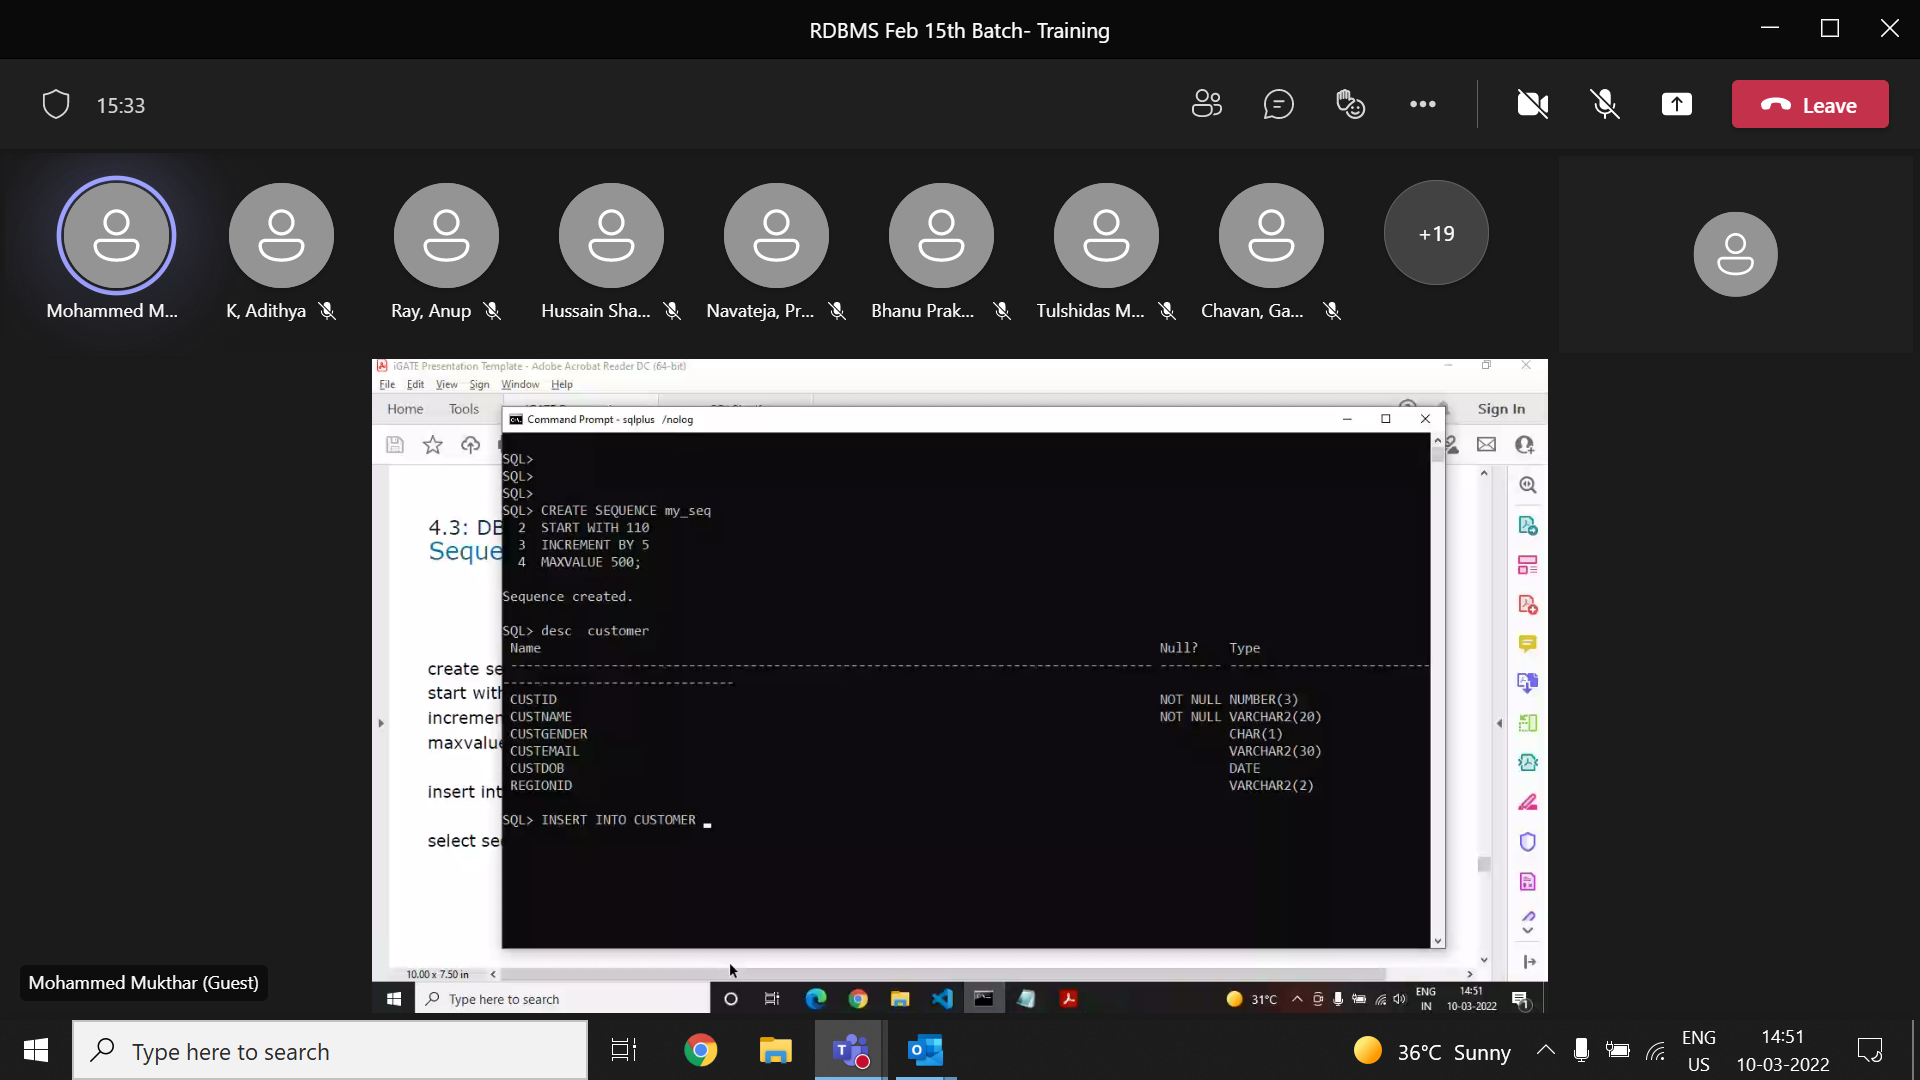 RDBMS Feb 15th Batch- Training
15:33
Leave
+19
Mohammed M...
K, Adithya
Ray, Anup
Hussain Sha...
Navateja, Pr...
Bhanu Prak...
Tulshidas M...
Chavan, Ga...
iGATE Presentation Template - Adobe Acrobat Reader DC (64-bit)
File Edit View Sign Window Help
Home Tools
Sign In
Command Prompt - sqlplus /nolog
4.3: DB
Seque
create se
start with
incremen
maxvalue
insert int
select se
SQL>
SQL>
SQL>
SQL> CREATE SEQUENCE my_seq
2 START WITH 110
3 INCREMENT BY 5
4 MAXVALUE 500;
Sequence created.
SQL> desc  customer
Name Null? Type
----------------------------------------------------------------------------------- -------- --------------------------
------------------------------
CUSTID NOT NULL NUMBER(3)
CUSTNAME NOT NULL VARCHAR2(20)
CUSTGENDER CHAR(1)
CUSTEMAIL VARCHAR2(30)
CUSTDOB DATE
REGIONID VARCHAR2(2)
SQL> INSERT INTO CUSTOMER _
10.00 x 7.50 in
Mohammed Mukthar (Guest)
Type here to search
31°C
ENG
IN
14:51
10-03-2022
1
Type here to search
36°C Sunny
ENG
US
14:51
10-03-2022